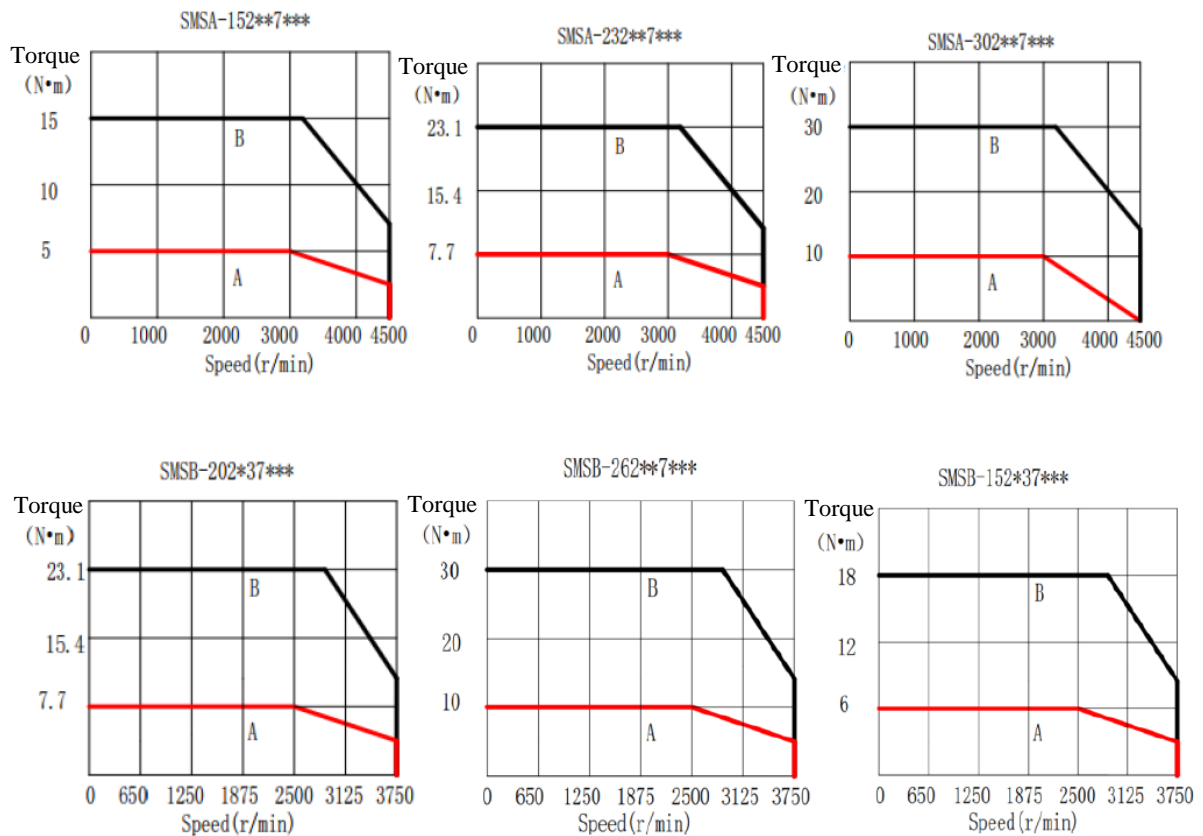 SMSA-152**7***
Torque
(N•m)
15
10
5
B
A
0 1000 2000 3000 4000 4500
Speed(r/min)
SMSA-232**7***
Torque
(N•m)
23.1
15.4
7.7
B
A
0 1000 2000 3000 4000 4500
Speed(r/min)
SMSA-302**7***
Torque
(N•m)
30
20
10
B
A
0 1000 2000 3000 4000 4500
Speed(r/min)
SMSB-202*37***
Torque
(N•m)
23.1
15.4
7.7
B
A
0 650 1250 1875 2500 3125 3750
Speed(r/min)
SMSB-262**7***
Torque
(N•m)
30
20
10
B
A
0 650 1250 1875 2500 3125 3750
Speed(r/min)
SMSB-152*37***
Torque
(N•m)
18
12
6
B
A
0 650 1250 1875 2500 3125 3750
Speed(r/min)